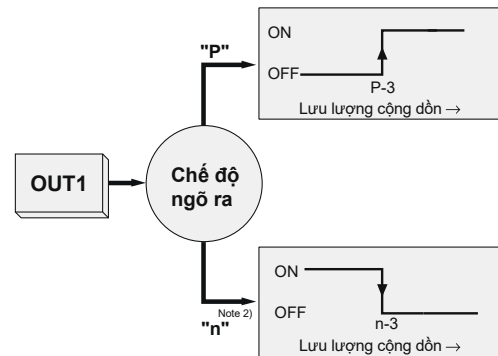 "P"
ON
OFF
P-3
Lưu lượng cộng dồn →
OUT1
Chế độ
ngõ ra
Note 2)
"n"
ON
OFF
n-3
Lưu lượng cộng dồn →